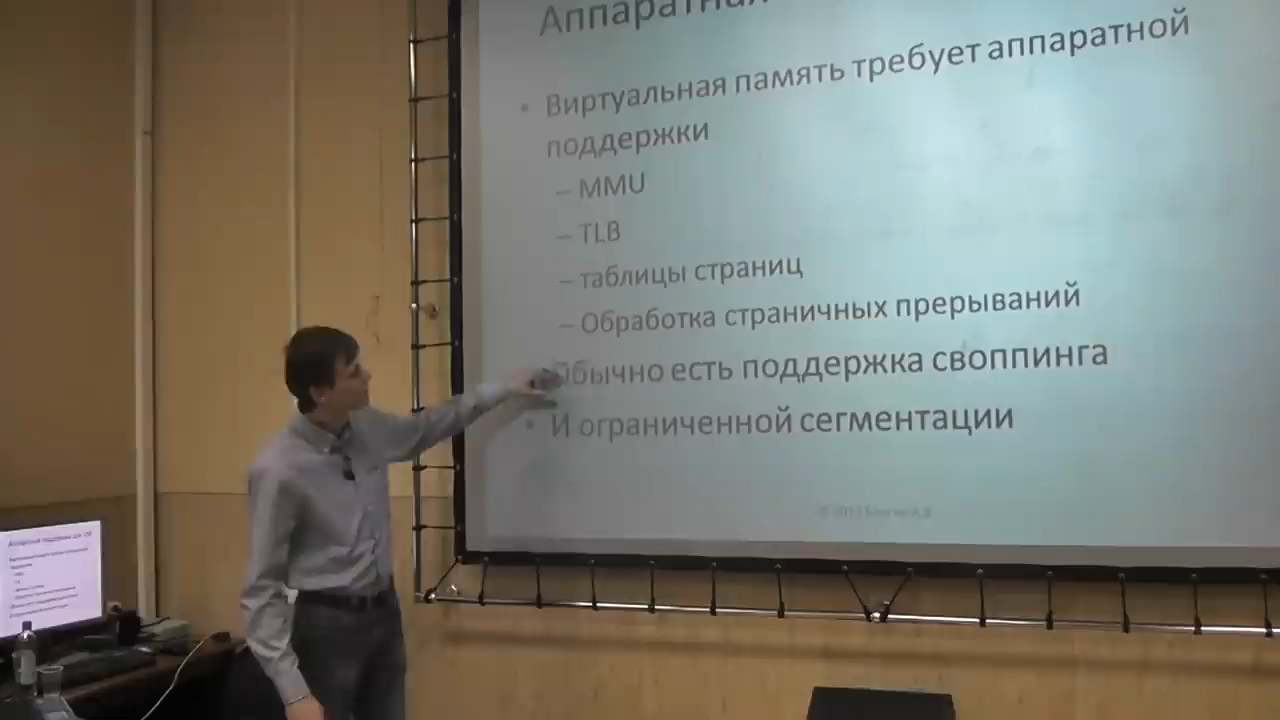 Аппаратная
• Виртуальная память требует аппаратной
поддержки
– MMU
– TLB
– таблицы страниц
– Обработка страничных прерываний
Обычно есть поддержка своппинга
• И ограниченной сегментации